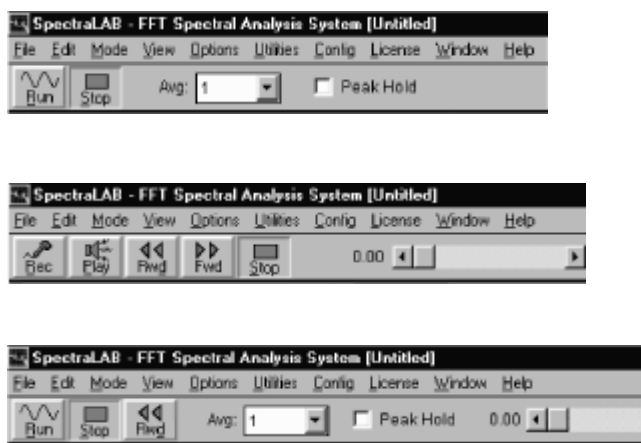 SpectraLAB - FFT Spectral Analysis System [Untitled]
File Edit Mode View Options Utilities Config License Window Help
Run Stop Avg: 1 Peak Hold
SpectraLAB - FFT Spectral Analysis System [Untitled]
File Edit Mode View Options Utilities Config License Window Help
Rec Play Rwd Fwd Stop 0.00
SpectraLAB - FFT Spectral Analysis System [Untitled]
File Edit Mode View Options Utilities Config License Window Help
Run Stop Rwd Avg: 1 Peak Hold 0.00